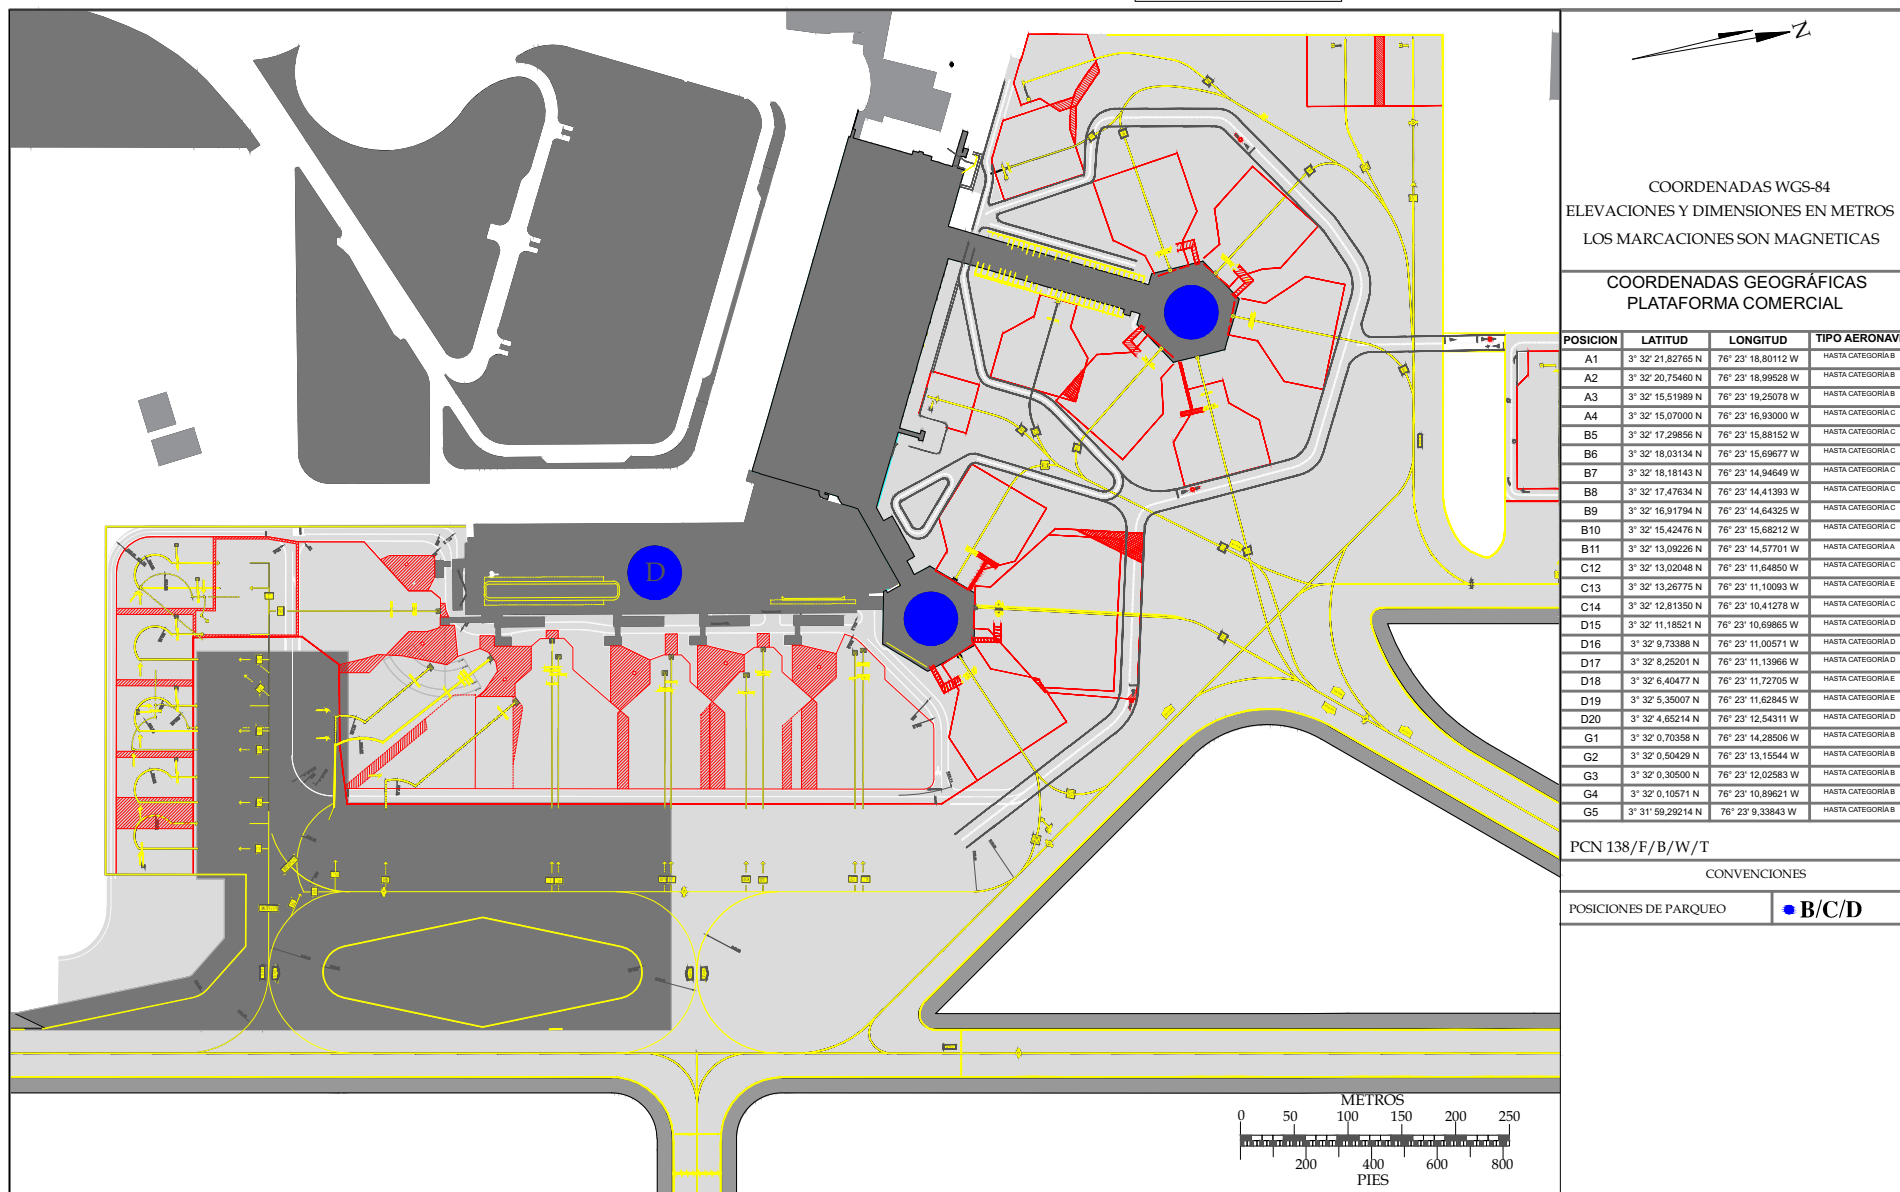 N
COORDENADAS WGS-84
ELEVACIONES Y DIMENSIONES EN METROS
LOS MARCACIONES SON MAGNETICAS
COORDENADAS GEOGRÁFICAS
PLATAFORMA COMERCIAL
POSICION LATITUD LONGITUD TIPO AERONAV
A1 3° 32' 21,82765 N 76° 23' 18,80112 W HASTA CATEGORÍA B
A2 3° 32' 20,75460 N 76° 23' 18,99528 W HASTA CATEGORÍA B
A3 3° 32' 15,51989 N 76° 23' 19,25078 W HASTA CATEGORÍA B
A4 3° 32' 15,07000 N 76° 23' 16,93000 W HASTA CATEGORÍA C
B5 3° 32' 17,29856 N 76° 23' 15,88152 W HASTA CATEGORÍA C
B6 3° 32' 18,03134 N 76° 23' 15,69677 W HASTA CATEGORÍA C
B7 3° 32' 18,18143 N 76° 23' 14,94649 W HASTA CATEGORÍA C
B8 3° 32' 17,47634 N 76° 23' 14,41393 W HASTA CATEGORÍA C
B9 3° 32' 16,91794 N 76° 23' 14,64325 W HASTA CATEGORÍA C
B10 3° 32' 15,42476 N 76° 23' 15,68212 W HASTA CATEGORÍA C
B11 3° 32' 13,09226 N 76° 23' 14,57701 W HASTA CATEGORÍA A
C12 3° 32' 13,02048 N 76° 23' 11,64850 W HASTA CATEGORÍA C
C13 3° 32' 13,26775 N 76° 23' 11,10093 W HASTA CATEGORÍA E
C14 3° 32' 12,81350 N 76° 23' 10,41278 W HASTA CATEGORÍA C
D15 3° 32' 11,18521 N 76° 23' 10,69865 W HASTA CATEGORÍA D
D16 3° 32' 9,73388 N 76° 23' 11,00571 W HASTA CATEGORÍA D
D17 3° 32' 8,25201 N 76° 23' 11,13966 W HASTA CATEGORÍA D
D18 3° 32' 6,40477 N 76° 23' 11,72705 W HASTA CATEGORÍA E
D19 3° 32' 5,35007 N 76° 23' 11,62845 W HASTA CATEGORÍA E
D20 3° 32' 4,65214 N 76° 23' 12,54311 W HASTA CATEGORÍA D
G1 3° 32' 0,70358 N 76° 23' 14,28506 W HASTA CATEGORÍA B
G2 3° 32' 0,50429 N 76° 23' 13,15544 W HASTA CATEGORÍA B
G3 3° 32' 0,30500 N 76° 23' 12,02583 W HASTA CATEGORÍA B
G4 3° 32' 0,10571 N 76° 23' 10,89621 W HASTA CATEGORÍA B
G5 3° 31' 59,29214 N 76° 23' 9,33843 W HASTA CATEGORÍA B
PCN 138/F/B/W/T
CONVENCIONES
POSICIONES DE PARQUEO B/C/D
D
METROS
0 50 100 150 200 250
200 400 600 800
PIES